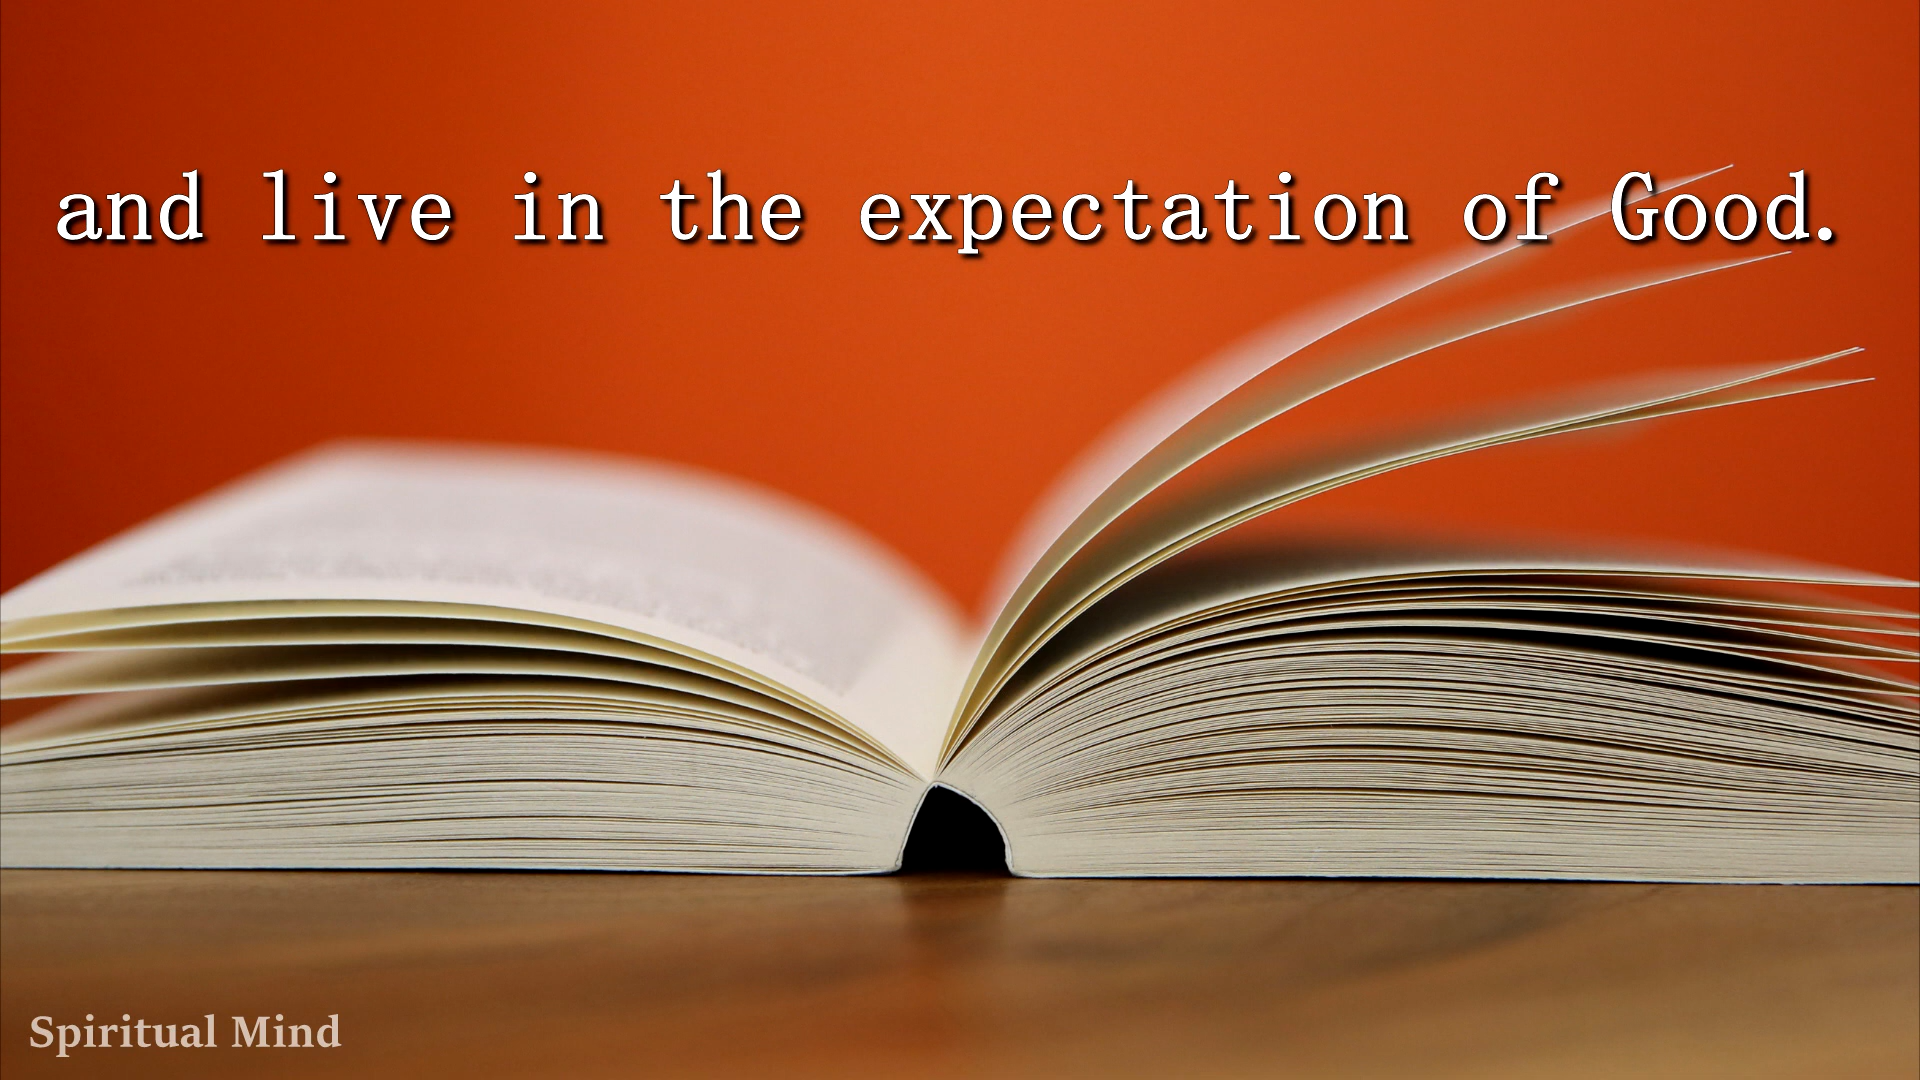 and live in the expectation of Good.
Spiritual Mind